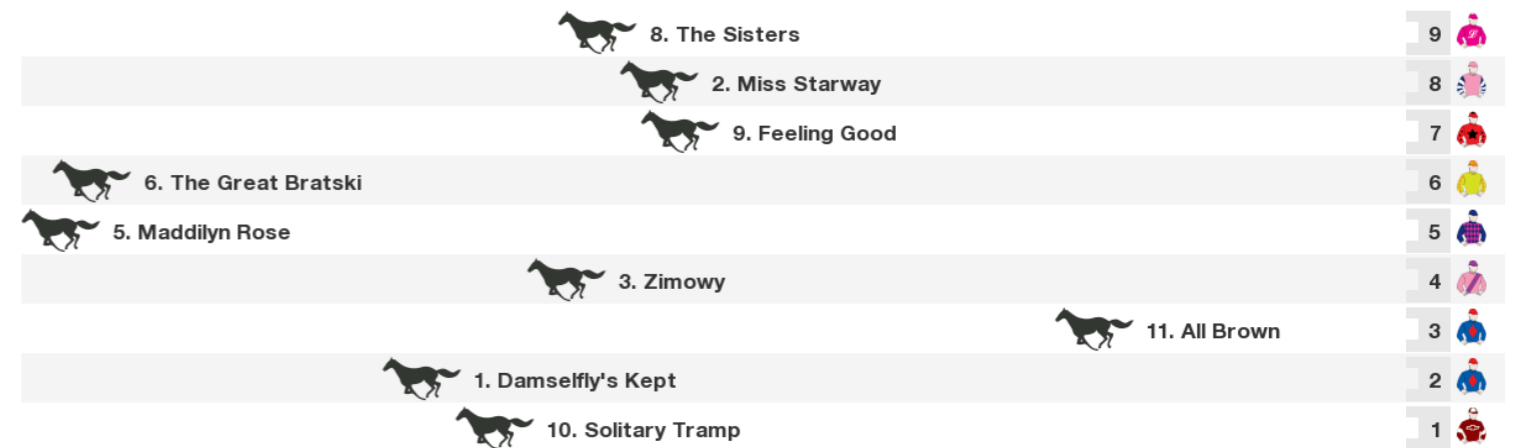 8. The Sisters 9
2. Miss Starway 8
9. Feeling Good 7
6. The Great Bratski 6
5. Maddilyn Rose 5
3. Zimowy 4
11. All Brown 3
1. Damselfly's Kept 2
10. Solitary Tramp 1